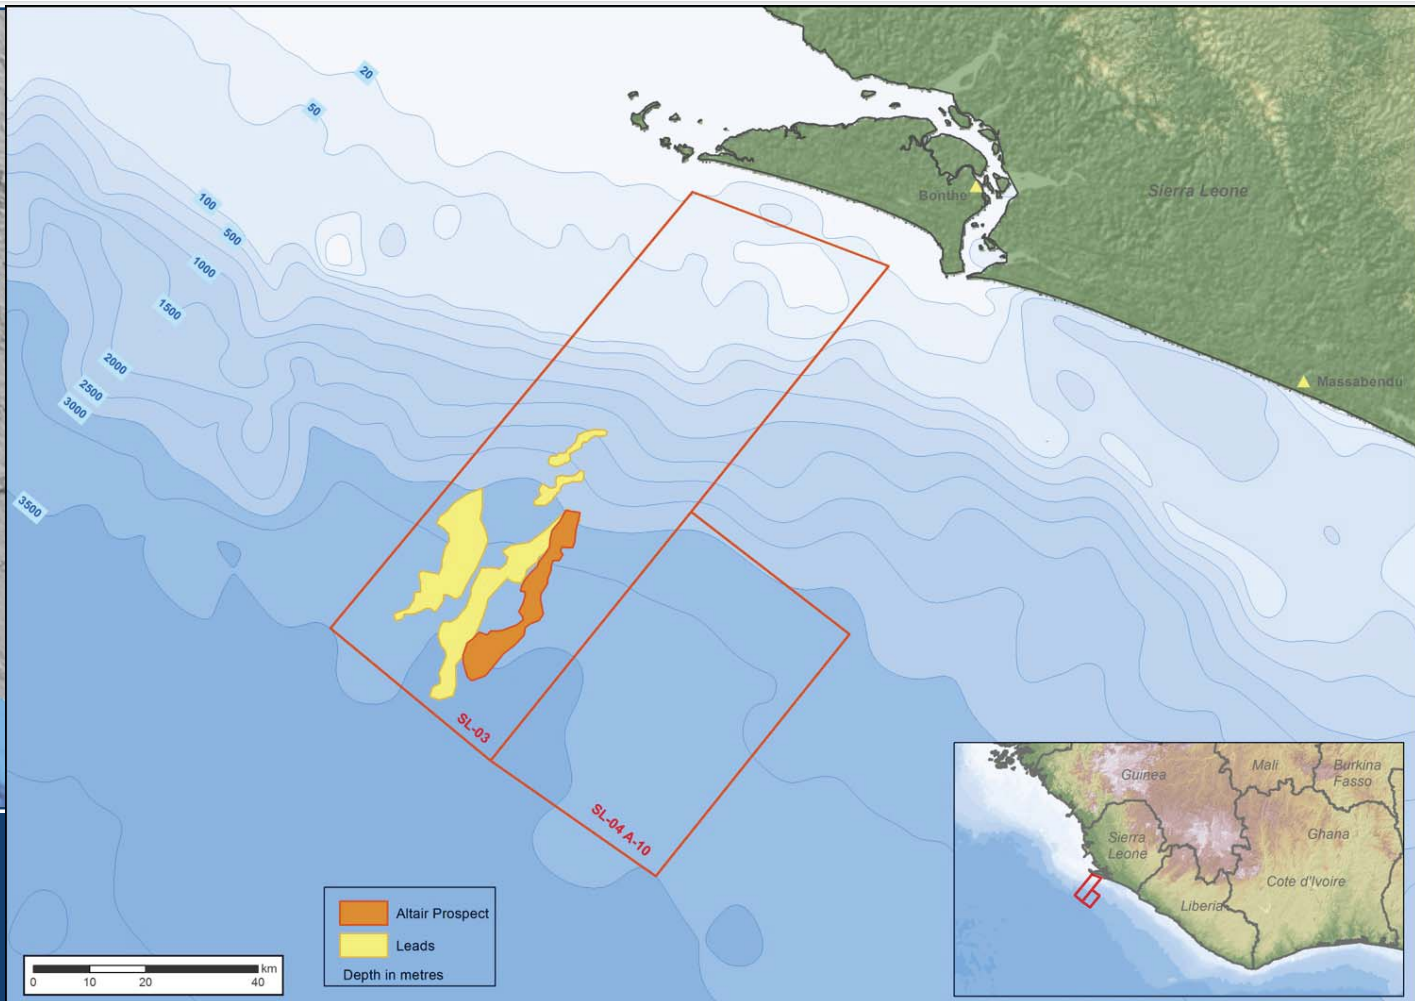 20
50
100
500
1000
1500
2000
2500
3000
3500
Bonthe
Sierra Leone
Massabendu
SL-03
SL-04 A-10
Altair Prospect
Leads
Depth in metres
km
0 10 20 40
Guinea
Mali
Burkina
Fasso
Sierra
Leone
Ghana
Cote d'Ivoire
Liberia